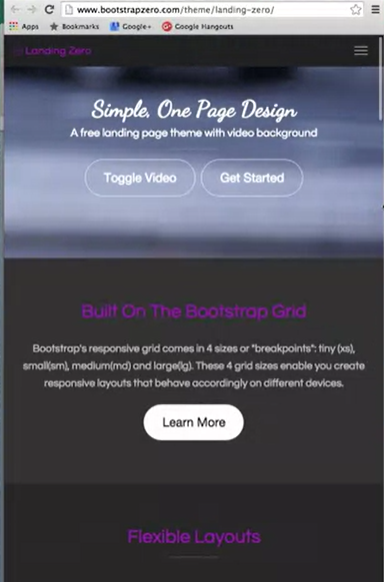 www.bootstrapzero.com/theme/landing-zero/
Apps Bookmarks Google+ Google Hangouts
Landing Zero
Simple, One Page Design
A free landing page theme with video background
Toggle Video Get Started
Built On The Bootstrap Grid
Bootstrap's responsive grid comes in 4 sizes or "breakpoints": tiny (xs),
small(sm), medium(md) and large(lg). These 4 grid sizes enable you create
responsive layouts that behave accordingly on different devices.
Learn More
Flexible Layouts